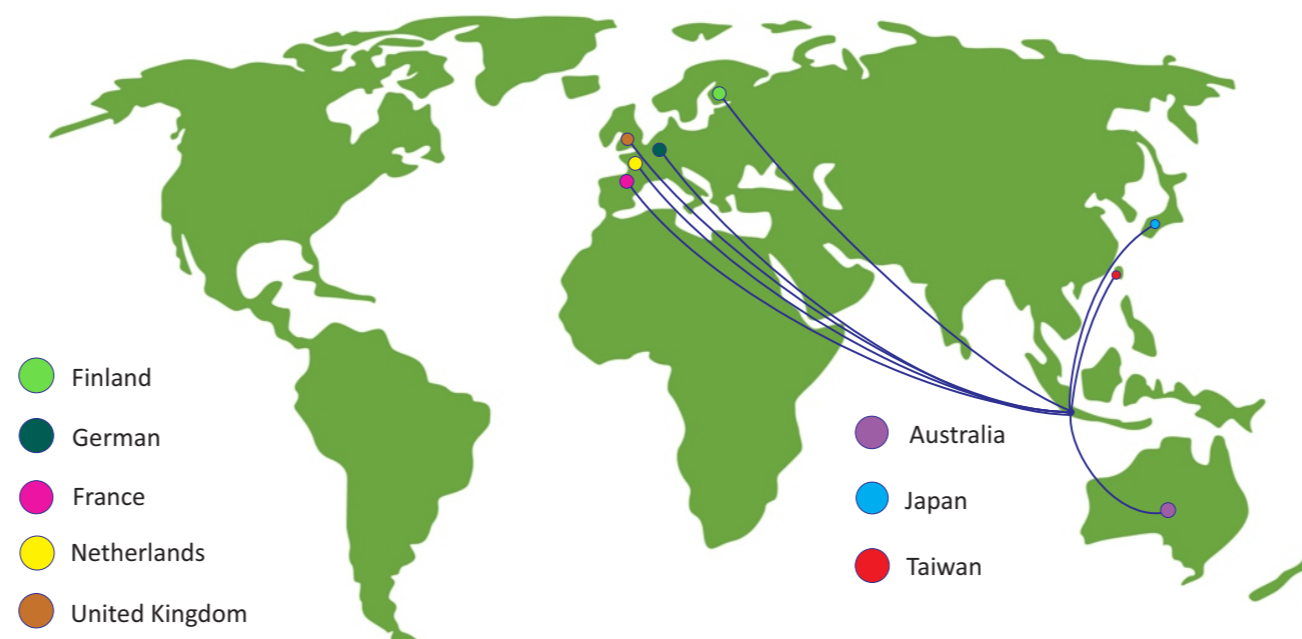 Finland
German
France
Netherlands
United Kingdom
Australia
Japan
Taiwan